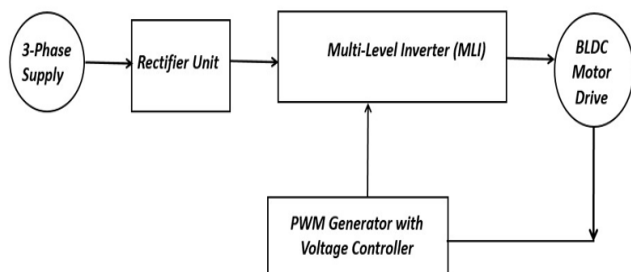 3-Phase
Supply
Rectifier Unit
Multi-Level Inverter (MLI)
BLDC
Motor
Drive
PWM Generator with
Voltage Controller